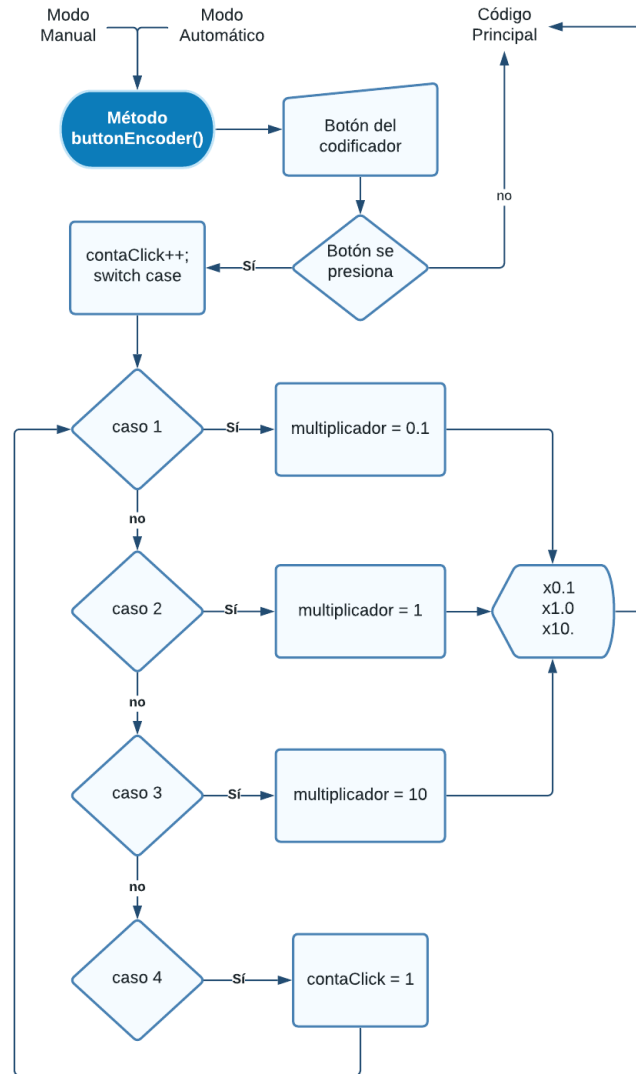 Modo
Manual
Modo
Automático
Código
Principal
Método
buttonEncoder()
Botón del
codificador
no
Botón se
presiona
Sí
contaClick++;
switch case
caso 1
Sí
multiplicador = 0.1
no
x0.1
x1.0
x10.
caso 2
Sí
multiplicador = 1
no
caso 3
Sí
multiplicador = 10
no
caso 4
Sí
contaClick = 1